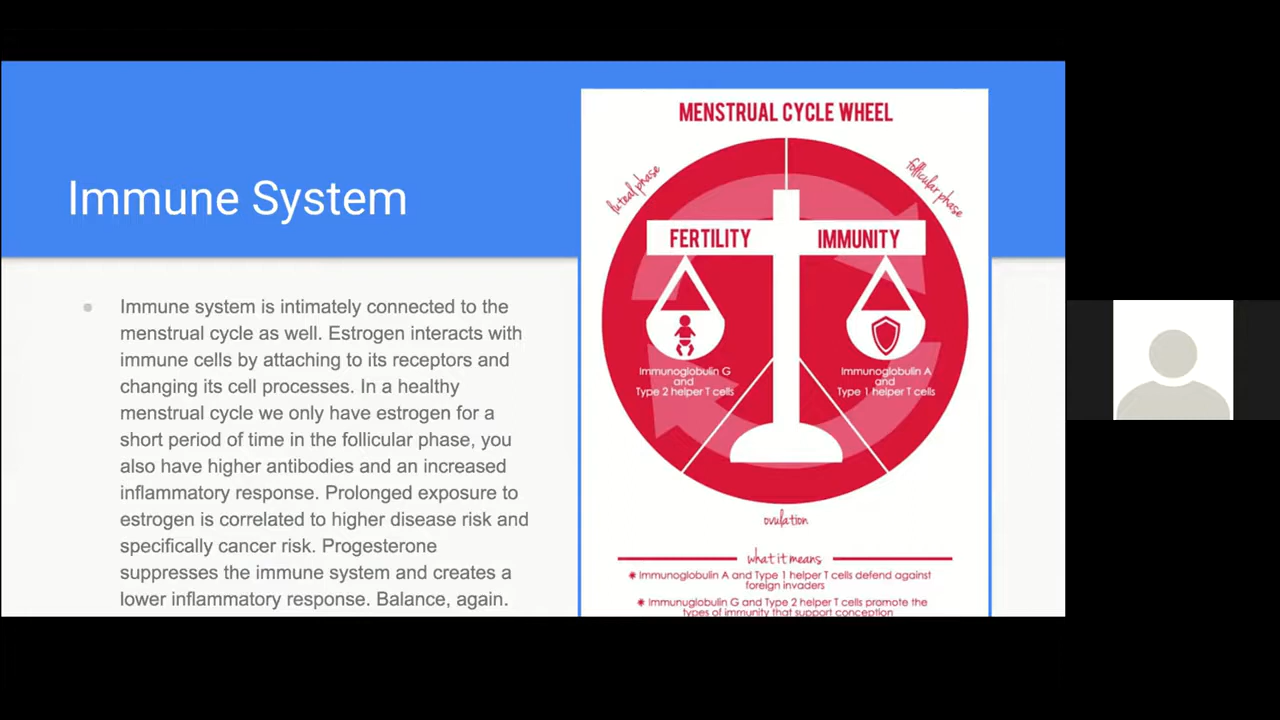 Immune System
Immune system is intimately connected to the
menstrual cycle as well. Estrogen interacts with
immune cells by attaching to its receptors and
changing its cell processes. In a healthy
menstrual cycle we only have estrogen for a
short period of time in the follicular phase, you
also have higher antibodies and an increased
inflammatory response. Prolonged exposure to
estrogen is correlated to higher disease risk and
specifically cancer risk. Progesterone
suppresses the immune system and creates a
lower inflammatory response. Balance, again.
MENSTRUAL CYCLE WHEEL
luteal phase
follicular phase
FERTILITY
IMMUNITY
Immunoglobulin G
and
Type 2 helper T cells
Immunoglobulin A
and
Type 1 helper T cells
ovulation
what it means
✷ Immunoglobulin A and Type 1 helper T cells defend against
foreign invaders
✷ Immunuglobulin G and Type 2 helper T cells promote the
types of immunity that support conception